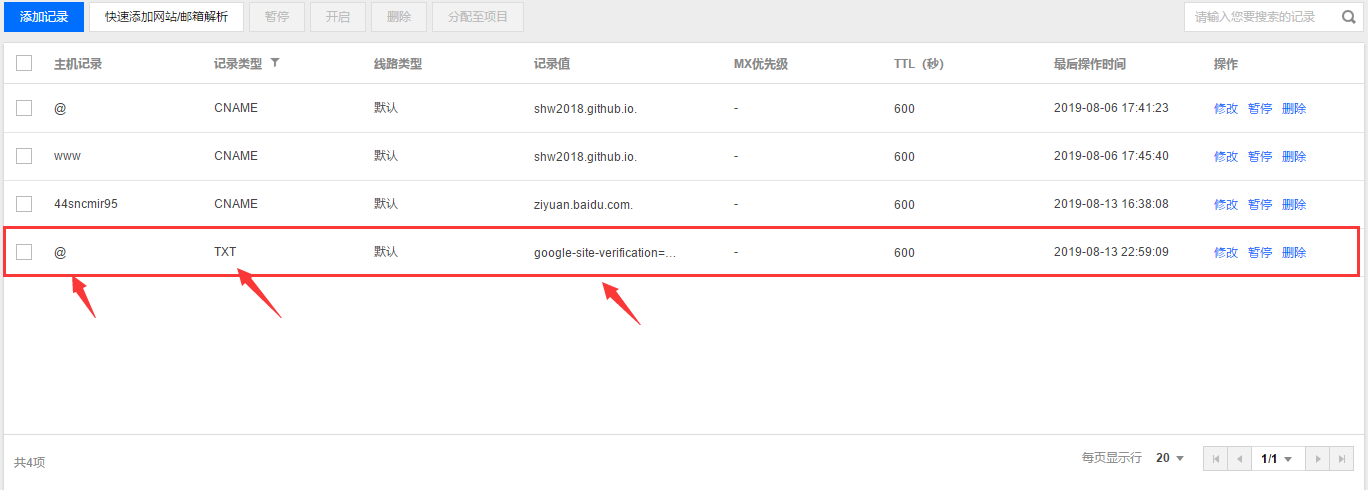 添加记录 快速添加网站/邮箱解析 暂停 开启 删除 分配至项目 请输入您要搜索的记录
主机记录 记录类型 线路类型 记录值 MX优先级 TTL（秒） 最后操作时间 操作
@ CNAME 默认 shw2018.github.io. - 600 2019-08-06 17:41:23 修改 暂停 删除
www CNAME 默认 shw2018.github.io. - 600 2019-08-06 17:45:40 修改 暂停 删除
44sncmir95 CNAME 默认 ziyuan.baidu.com. - 600 2019-08-13 16:38:08 修改 暂停 删除
@ TXT 默认 google-site-verification=... - 600 2019-08-13 22:59:09 修改 暂停 删除
共4项 每页显示行 20 1/1